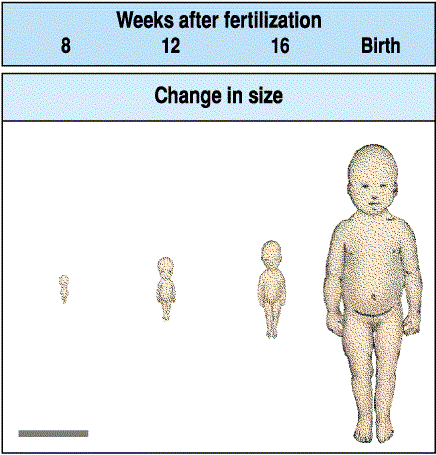 Weeks after fertilization
8 12 16 Birth
Change in size